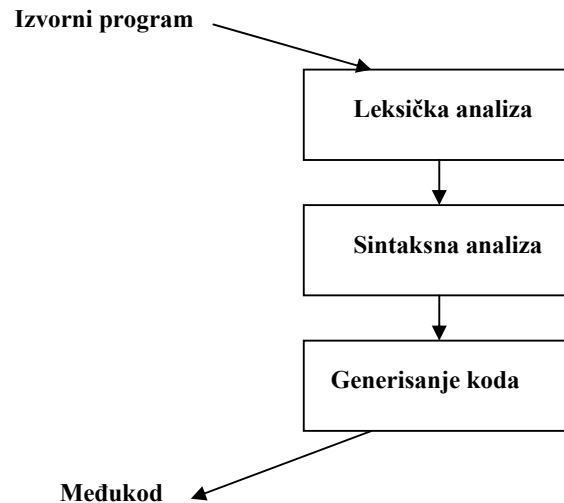 Izvorni program
Leksička analiza
Sintaksna analiza
Generisanje koda
Međukod